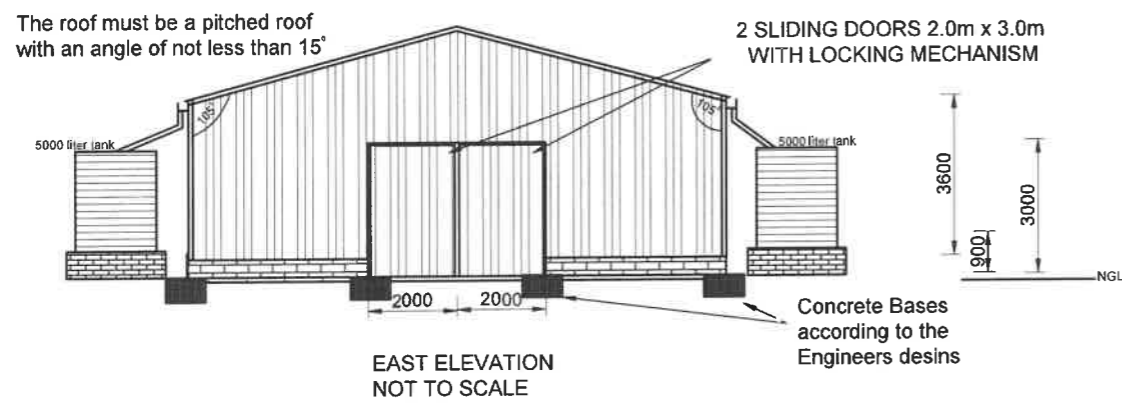 The roof must be a pitched roof
with an angle of not less than 15°
2 SLIDING DOORS 2.0m x 3.0m
WITH LOCKING MECHANISM
105°
105°
5000 liter tank
5000 liter tank
3600
3000
900
NGL
2000
2000
Concrete Bases
according to the
Engineers desins
EAST ELEVATION
NOT TO SCALE